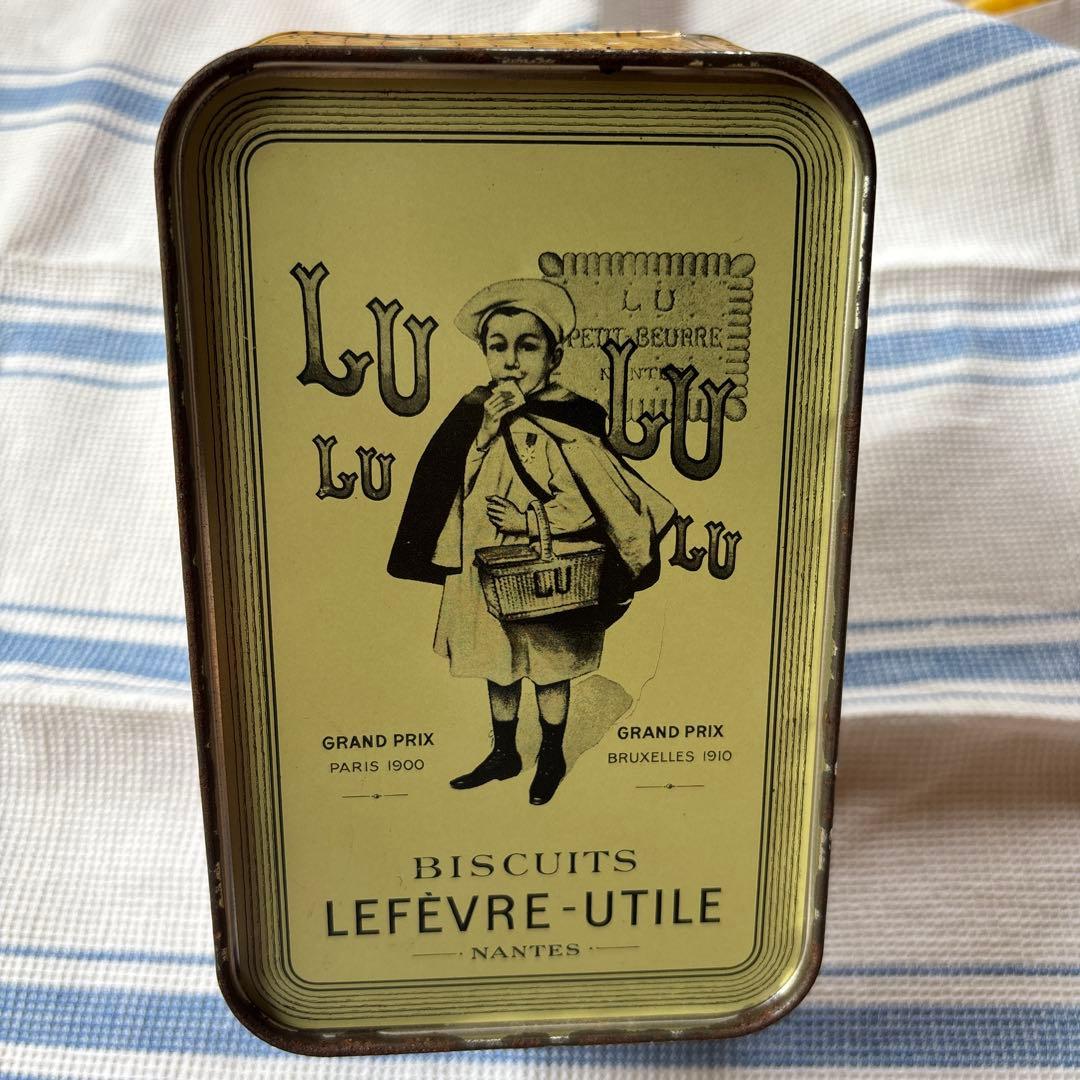 LU
LU
LU
PETIT-BEURRE
LU
LU
LU
LU
GRAND PRIX
PARIS 1900
GRAND PRIX
BRUXELLES 1910
BISCUITS
LEFÈVRE-UTILE
NANTES